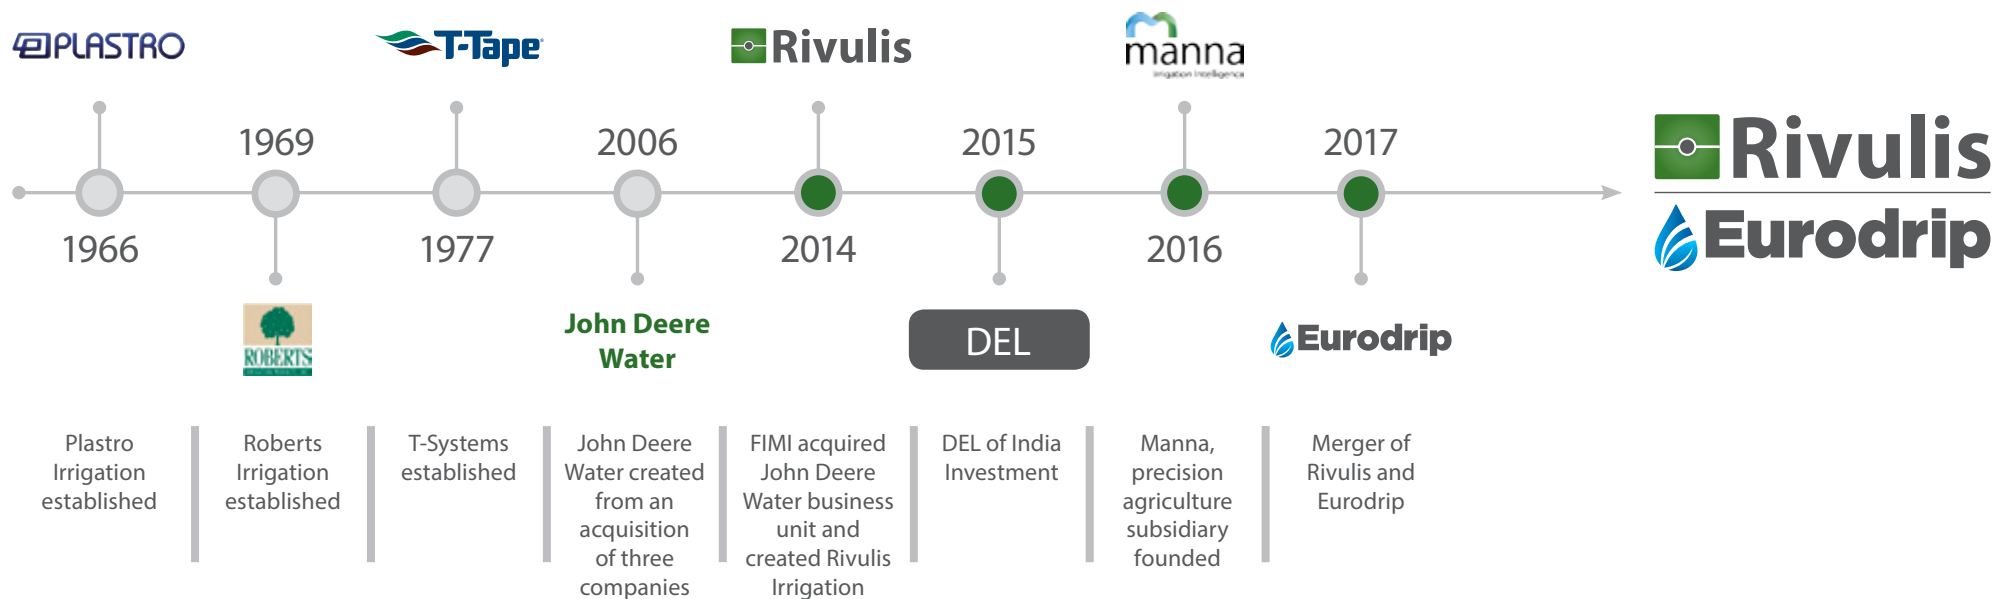 PLASTRO
T-Tape
Rivulis
manna
Irrigation Intelligence
1969
2006
2015
2017
Rivulis
Eurodrip
1966
1977
2014
2016
ROBERTS
John Deere
Water
DEL
Eurodrip
Plastro
Irrigation
established
Roberts
Irrigation
established
T-Systems
established
John Deere
Water created
from an
acquisition
of three
companies
FIMI acquired
John Deere
Water business
unit and
created Rivulis
Irrigation
DEL of India
Investment
Manna,
precision
agriculture
subsidiary
founded
Merger of
Rivulis and
Eurodrip